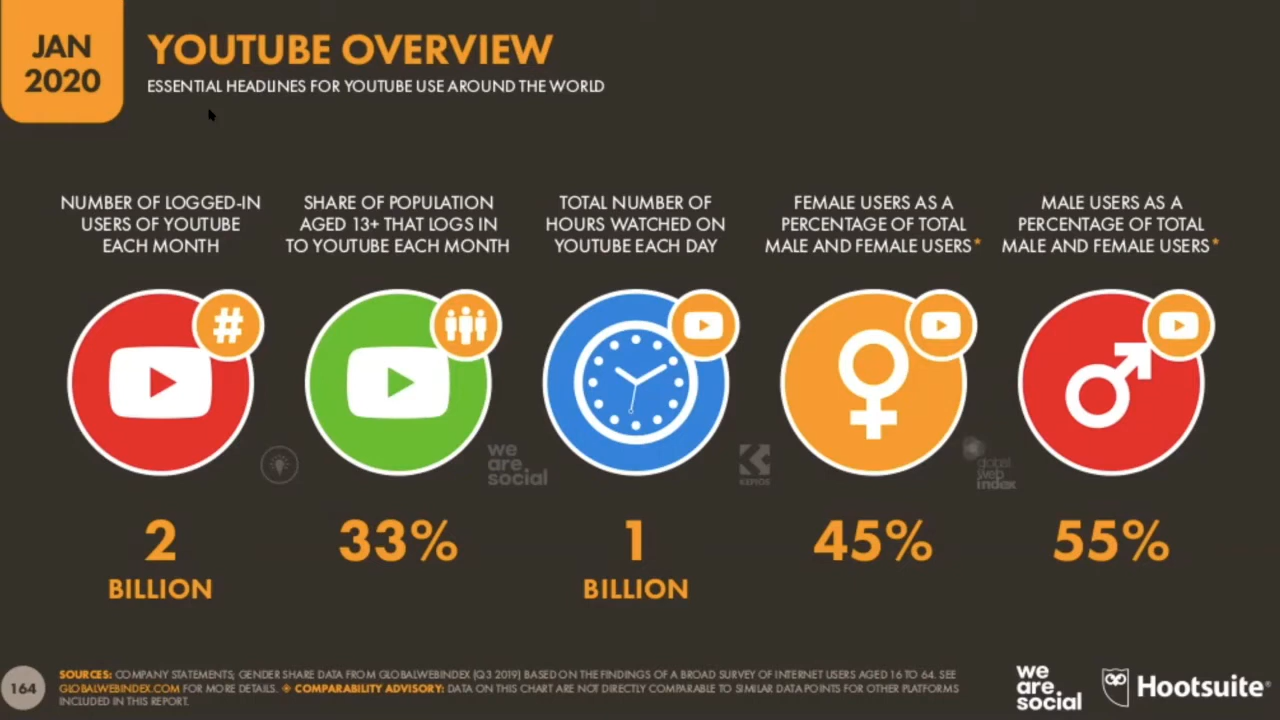 JAN
2020
YOUTUBE OVERVIEW
ESSENTIAL HEADLINES FOR YOUTUBE USE AROUND THE WORLD
NUMBER OF LOGGED-IN
USERS OF YOUTUBE
EACH MONTH
SHARE OF POPULATION
AGED 13+ THAT LOGS IN
TO YOUTUBE EACH MONTH
TOTAL NUMBER OF
HOURS WATCHED ON
YOUTUBE EACH DAY
FEMALE USERS AS A
PERCENTAGE OF TOTAL
MALE AND FEMALE USERS*
MALE USERS AS A
PERCENTAGE OF TOTAL
MALE AND FEMALE USERS*
#
we
are
social
KEPIOS
global
web
index
2
BILLION
33%
1
BILLION
45%
55%
164
SOURCES: COMPANY STATEMENTS; GENDER SHARE DATA FROM GLOBALWEBINDEX (Q3 2019) BASED ON THE FINDINGS OF A BROAD SURVEY OF INTERNET USERS AGED 16 TO 64. SEE
GLOBALWEBINDEX.COM FOR MORE DETAILS. ◈ COMPARABILITY ADVISORY: DATA ON THIS CHART ARE NOT DIRECTLY COMPARABLE TO SIMILAR DATA POINTS FOR OTHER PLATFORMS
INCLUDED IN THIS REPORT.
we
are
social
Hootsuite®